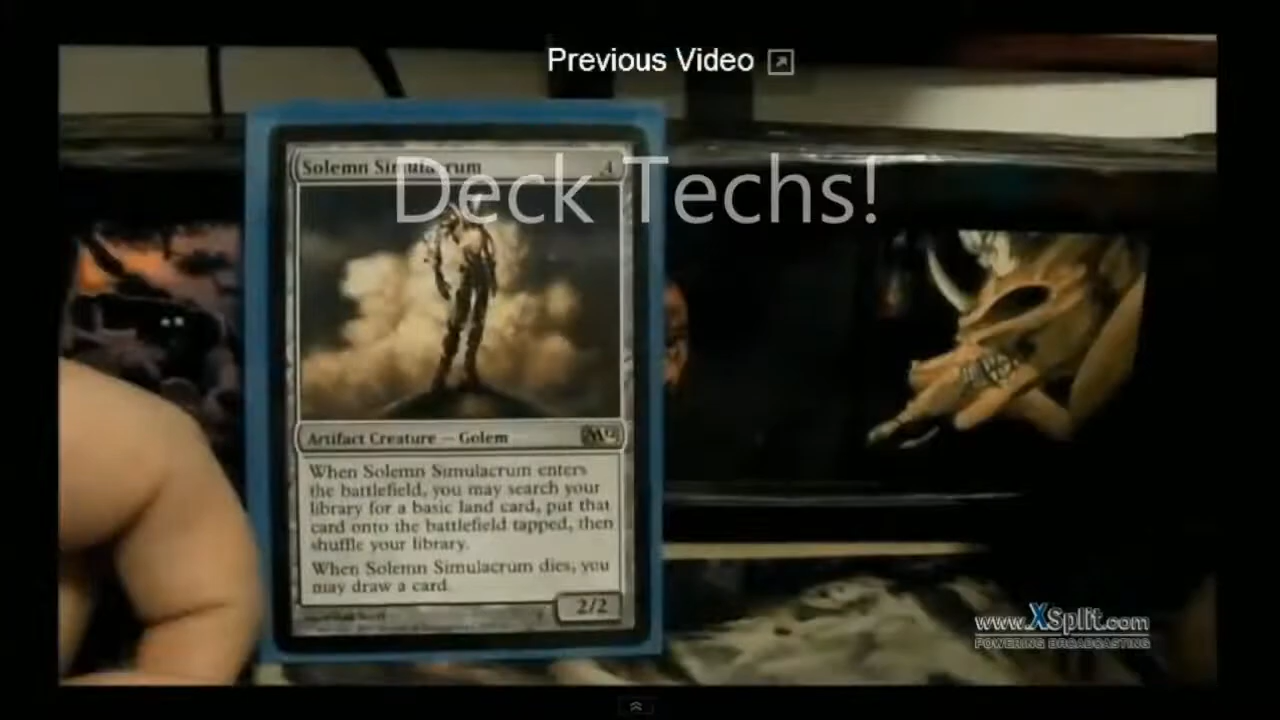 Previous Video
Deck Techs!
Solemn Simulacrum 4
Artifact Creature — Golem M12
When Solemn Simulacrum enters
the battlefield, you may search your
library for a basic land card, put that
card onto the battlefield tapped, then
shuffle your library.
When Solemn Simulacrum dies, you
may draw a card.
2/2
www.XSplit.com
POWERING BROADCASTING